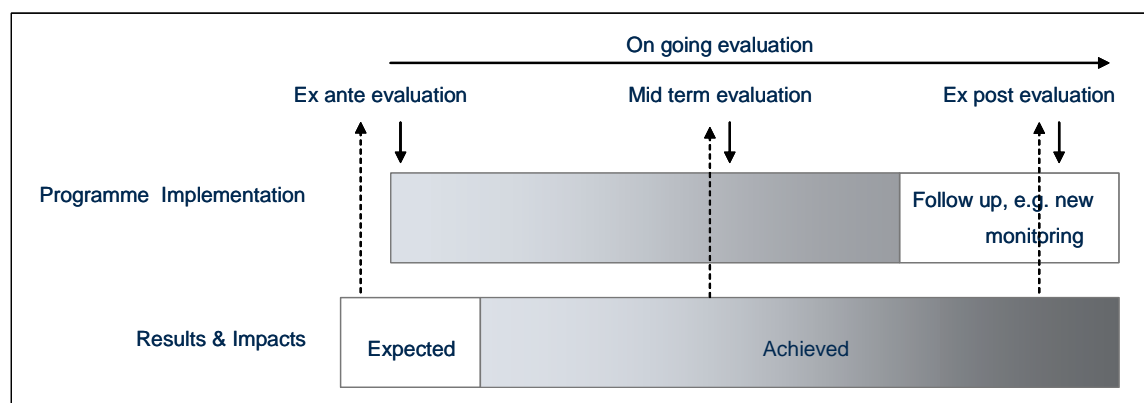 On going evaluation
Ex ante evaluation
Mid term evaluation
Ex post evaluation
Programme Implementation
Follow up, e.g. new
monitoring
Results & Impacts
Expected
Achieved